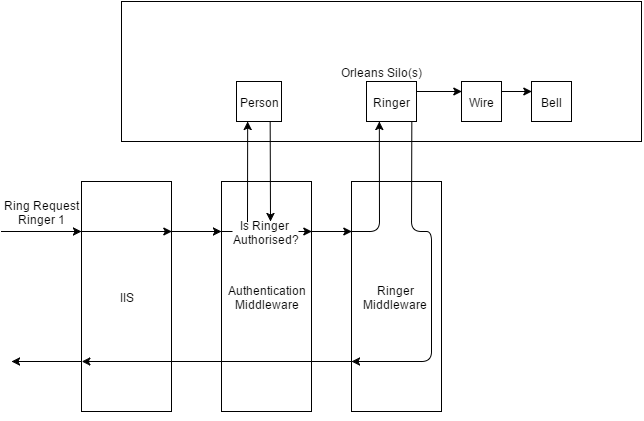 Orleans Silo(s)
Person
Ringer
Wire
Bell
Ring Request
Ringer 1
Is Ringer
Authorised?
IIS
Authentication
Middleware
Ringer
Middleware